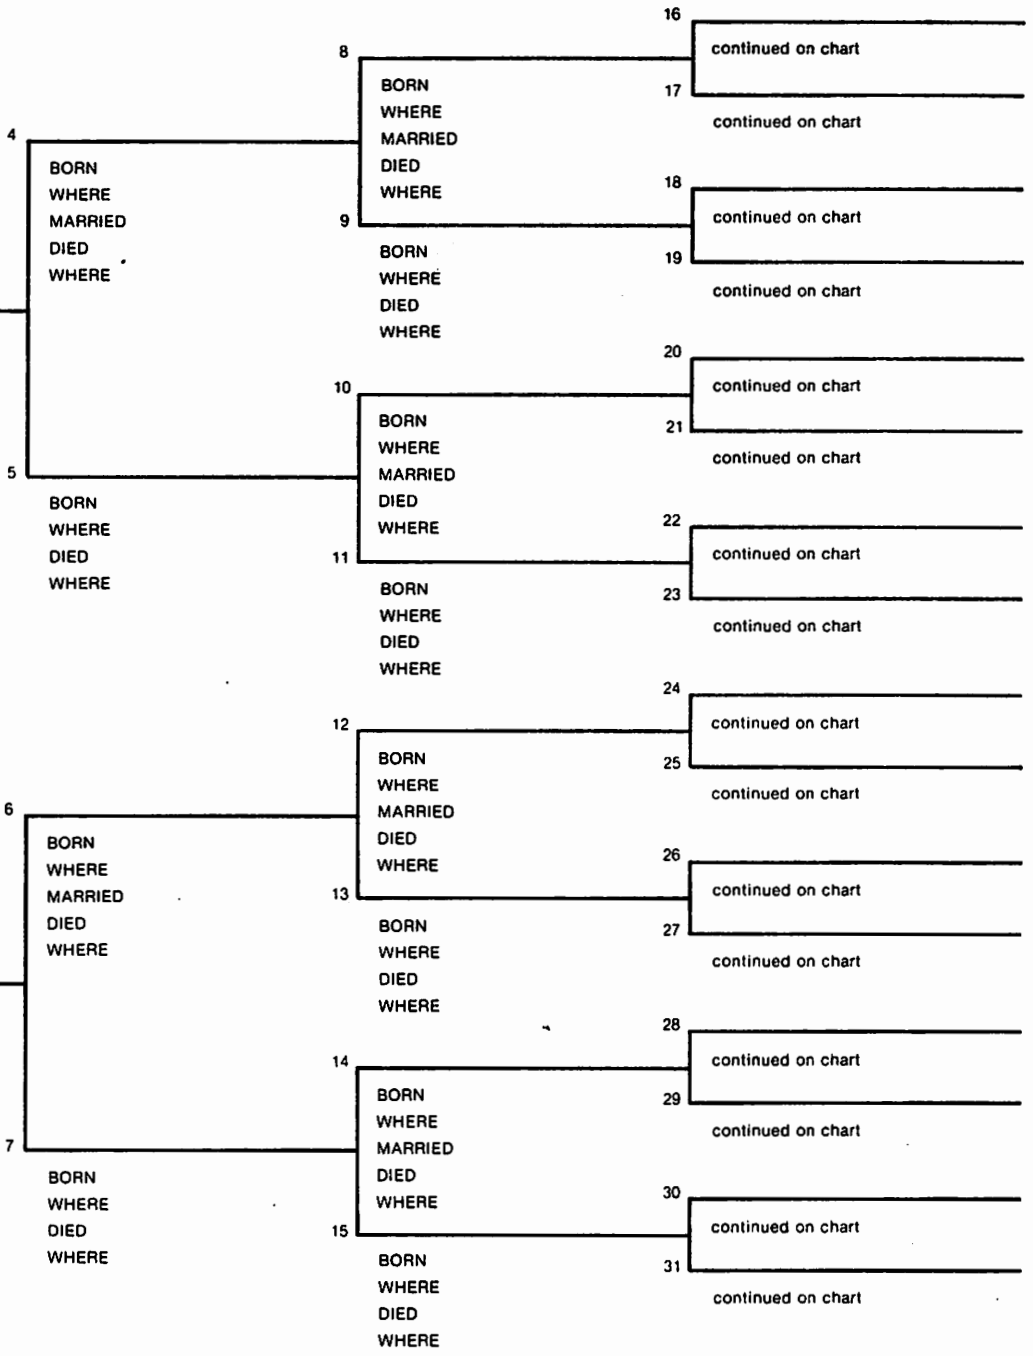 16
continued on chart
8
BORN
WHERE
MARRIED
DIED
WHERE
17
continued on chart
4
BORN
WHERE
MARRIED
DIED
WHERE
18
continued on chart
9
BORN
WHERE
DIED
WHERE
19
continued on chart
20
continued on chart
10
BORN
WHERE
MARRIED
DIED
WHERE
21
continued on chart
5
BORN
WHERE
DIED
WHERE
22
continued on chart
11
BORN
WHERE
DIED
WHERE
23
continued on chart
24
continued on chart
12
BORN
WHERE
MARRIED
DIED
WHERE
25
continued on chart
6
BORN
WHERE
MARRIED
DIED
WHERE
26
continued on chart
13
BORN
WHERE
DIED
WHERE
27
continued on chart
28
continued on chart
14
BORN
WHERE
MARRIED
DIED
WHERE
29
continued on chart
7
BORN
WHERE
DIED
WHERE
30
continued on chart
15
BORN
WHERE
DIED
WHERE
31
continued on chart